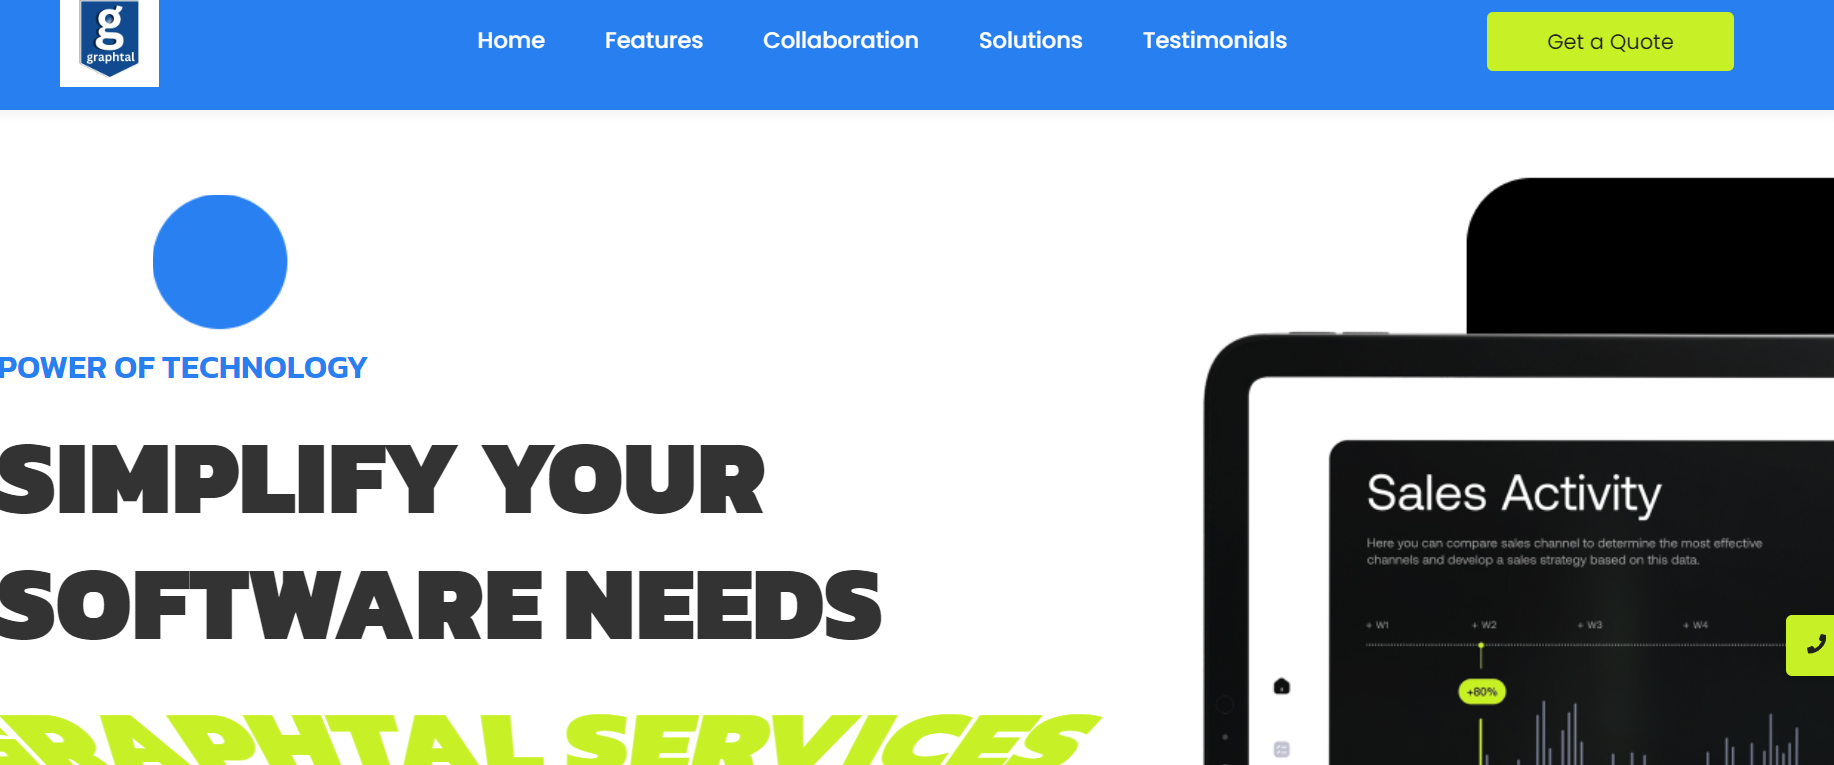 g
graphtal
Home
Features
Collaboration
Solutions
Testimonials
Get a Quote
POWER OF TECHNOLOGY
SIMPLIFY YOUR
SOFTWARE NEEDS
GRAPHTAL SERVICES
Sales Activity
Here you can compare sales channel to determine the most effective
channels and develop a sales strategy based on this data.
+ W1
+ W2
+ W3
+ W4
+80%